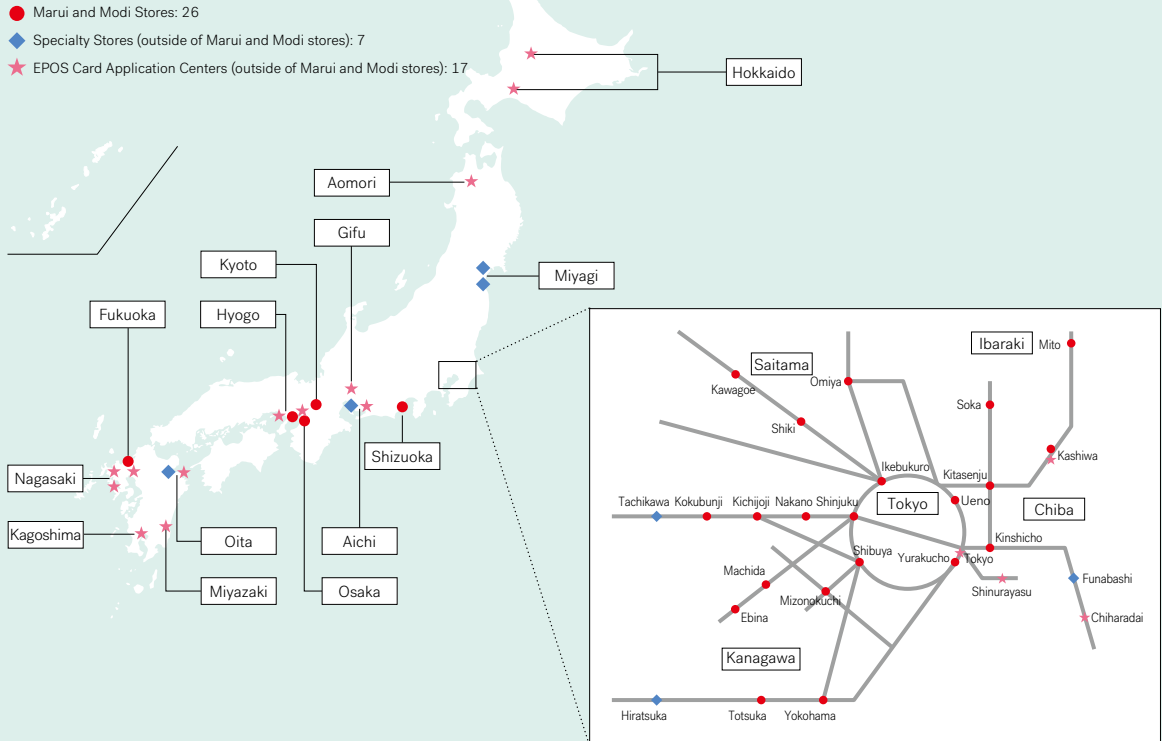 Marui and Modi Stores: 26
Specialty Stores (outside of Marui and Modi stores): 7
EPOS Card Application Centers (outside of Marui and Modi stores): 17
Hokkaido
Aomori
Gifu
Kyoto
Miyagi
Fukuoka
Hyogo
Shizuoka
Nagasaki
Kagoshima
Oita
Aichi
Miyazaki
Osaka
Ibaraki
Mito
Saitama
Omiya
Kawagoe
Soka
Shiki
Kashiwa
Ikebukuro
Kitasenju
Tachikawa
Kokubunji
Kichijoji
Nakano
Shinjuku
Tokyo
Ueno
Chiba
Kinshicho
Shibuya
Yurakucho
Tokyo
Machida
Mizonokuchi
Shinurayasu
Funabashi
Ebina
Chiharadai
Kanagawa
Hiratsuka
Totsuka
Yokohama